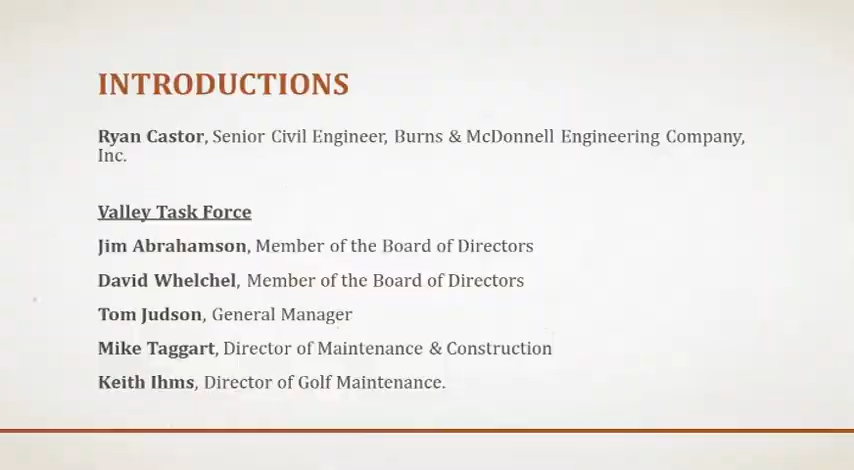 INTRODUCTIONS
Ryan Castor, Senior Civil Engineer, Burns & McDonnell Engineering Company,
Inc.
Valley Task Force
Jim Abrahamson, Member of the Board of Directors
David Whelchel, Member of the Board of Directors
Tom Judson, General Manager
Mike Taggart, Director of Maintenance & Construction
Keith Ihms, Director of Golf Maintenance.